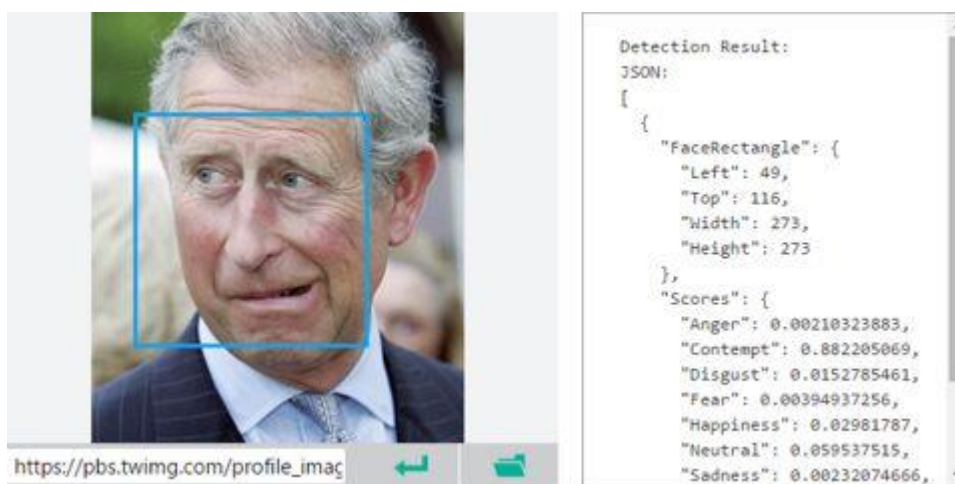 https://pbs.twimg.com/profile_imag
Detection Result:
JSON:
[
{
"FaceRectangle": {
"Left": 49,
"Top": 116,
"Width": 273,
"Height": 273
},
"Scores": {
"Anger": 0.00210323883,
"Contempt": 0.882205069,
"Disgust": 0.0152785461,
"Fear": 0.00394937256,
"Happiness": 0.02981787,
"Neutral": 0.059537515,
"Sadness": 0.00232074666,